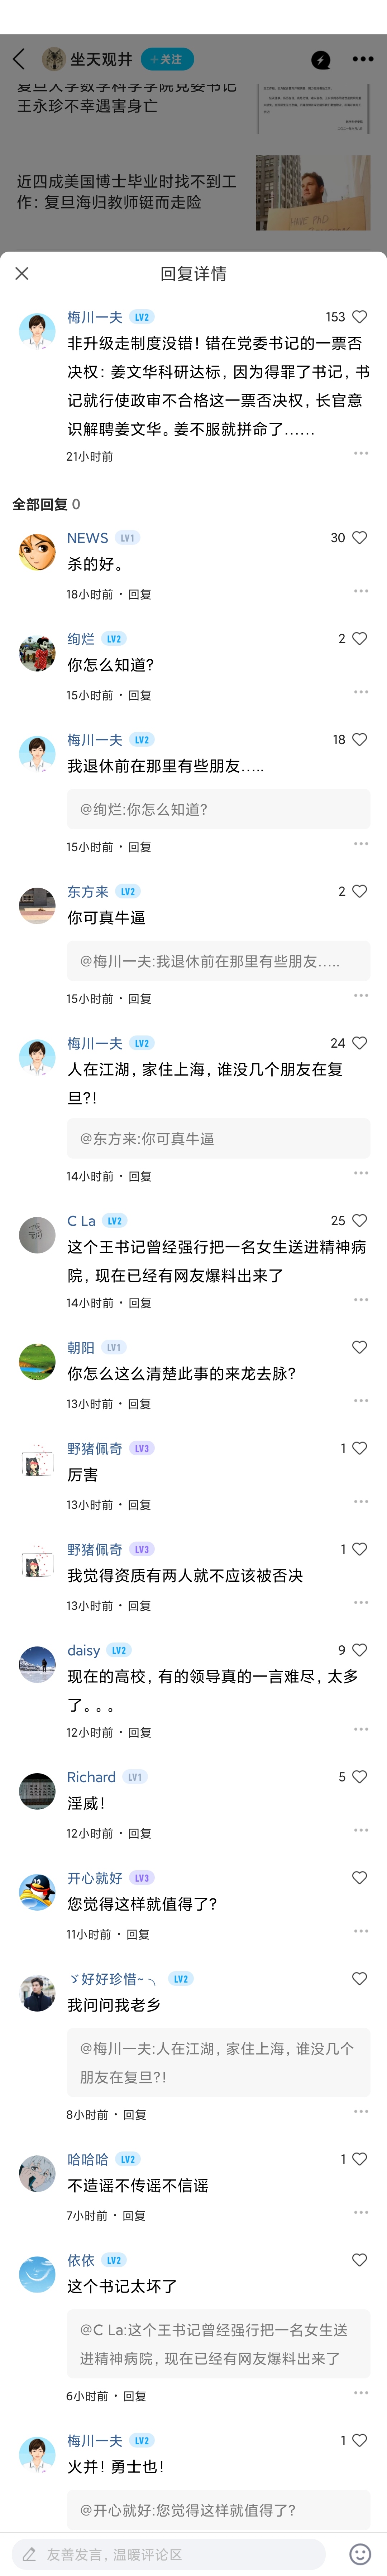 坐天观井
+关注
复旦大学数学科学学院党委书记
王永珍不幸遇害身亡
近四成美国博士毕业时找不到工
作：复旦海归教师铤而走险
回复详情
梅川一夫 LV2
153
非升级走制度没错！错在党委书记的一票否
决权：姜文华科研达标，因为得罪了书记，书
记就行使政审不合格这一票否决权，长官意
识解聘姜文华。姜不服就拼命了……
21小时前
全部回复 0
NEWS LV1
30
杀的好。
18小时前 · 回复
绚烂 LV2
2
你怎么知道?
15小时前 · 回复
梅川一夫 LV2
18
我退休前在那里有些朋友…..
@绚烂:你怎么知道?
15小时前 · 回复
东方来 LV2
2
你可真牛逼
@梅川一夫:我退休前在那里有些朋友…..
15小时前 · 回复
梅川一夫 LV2
24
人在江湖，家住上海，谁没几个朋友在复
旦?!
@东方来:你可真牛逼
14小时前 · 回复
C La LV2
25
这个王书记曾经强行把一名女生送进精神病
院，现在已经有网友爆料出来了
14小时前 · 回复
朝阳 LV1
你怎么这么清楚此事的来龙去脉?
13小时前 · 回复
野猪佩奇 LV3
1
厉害
13小时前 · 回复
野猪佩奇 LV3
1
我觉得资质有两人就不应该被否决
13小时前 · 回复
daisy LV2
9
现在的高校，有的领导真的一言难尽，太多
了。。。
12小时前 · 回复
Richard LV1
5
淫威！
12小时前 · 回复
开心就好 LV3
您觉得这样就值得了?
11小时前 · 回复
ゞ好好珍惜~ ╮ LV2
我问问我老乡
@梅川一夫:人在江湖，家住上海，谁没几个
朋友在复旦?!
8小时前 · 回复
哈哈哈 LV2
1
不造谣不传谣不信谣
7小时前 · 回复
依依 LV2
这个书记太坏了
@C La:这个王书记曾经强行把一名女生送
进精神病院，现在已经有网友爆料出来了
6小时前 · 回复
梅川一夫 LV2
1
火并！勇士也！
@开心就好:您觉得这样就值得了?
友善发言，温暖评论区